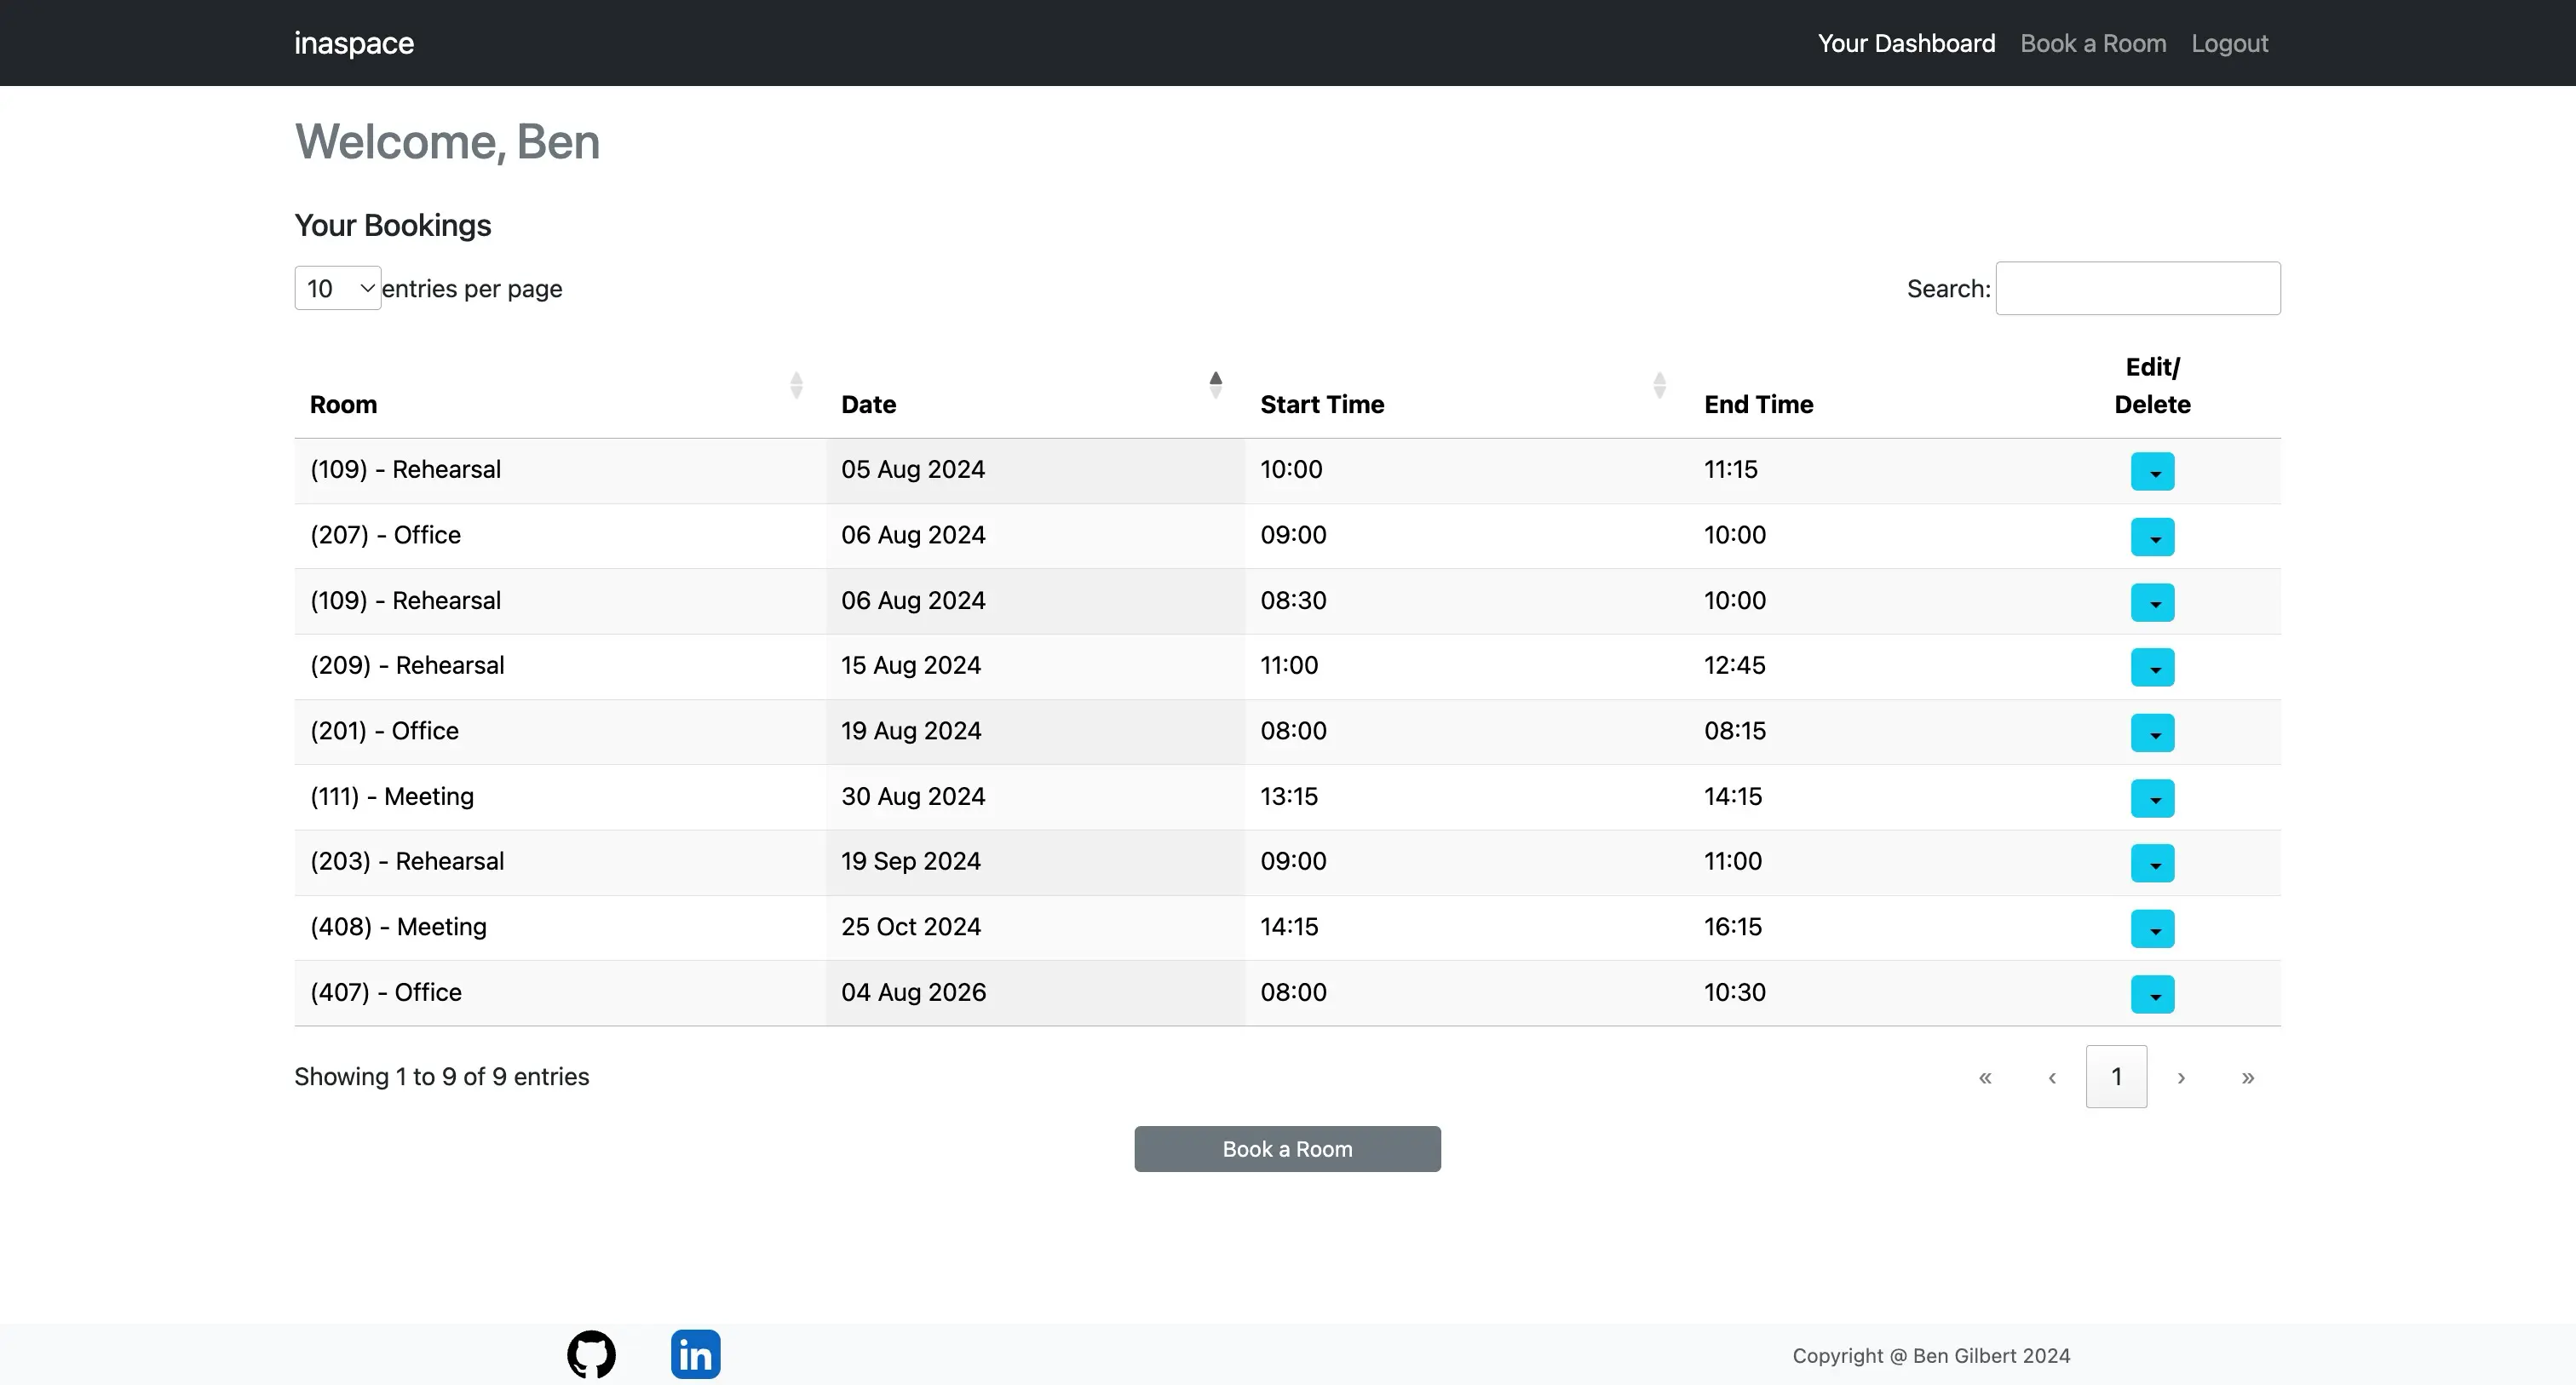 inaspace Your Dashboard Book a Room Logout
Welcome, Ben
Your Bookings
10 entries per page Search:
Room Date Start Time End Time Edit/
Delete
(109) - Rehearsal 05 Aug 2024 10:00 11:15
(207) - Office 06 Aug 2024 09:00 10:00
(109) - Rehearsal 06 Aug 2024 08:30 10:00
(209) - Rehearsal 15 Aug 2024 11:00 12:45
(201) - Office 19 Aug 2024 08:00 08:15
(111) - Meeting 30 Aug 2024 13:15 14:15
(203) - Rehearsal 19 Sep 2024 09:00 11:00
(408) - Meeting 25 Oct 2024 14:15 16:15
(407) - Office 04 Aug 2026 08:00 10:30
Showing 1 to 9 of 9 entries « ‹ 1 › »
Book a Room
in Copyright @ Ben Gilbert 2024